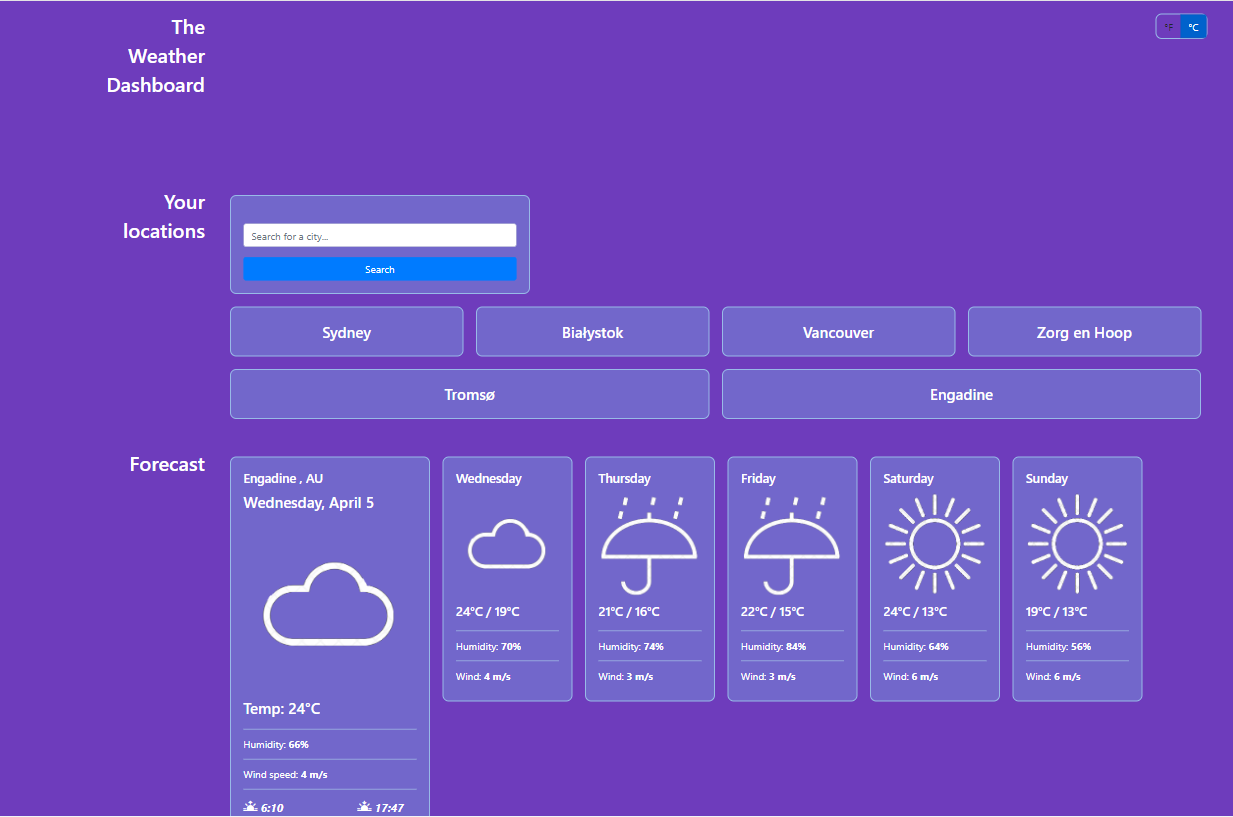 The
Weather
Dashboard
°F °C
Your
locations
Search for a city...
Search
Sydney Białystok Vancouver Zorg en Hoop
Tromsø Engadine
Forecast
Engadine , AU
Wednesday, April 5
Temp: 24°C
Humidity: 66%
Wind speed: 4 m/s
6:10 17:47
Wednesday
24°C / 19°C
Humidity: 70%
Wind: 4 m/s
Thursday
21°C / 16°C
Humidity: 74%
Wind: 3 m/s
Friday
22°C / 15°C
Humidity: 84%
Wind: 3 m/s
Saturday
24°C / 13°C
Humidity: 64%
Wind: 6 m/s
Sunday
19°C / 13°C
Humidity: 56%
Wind: 6 m/s